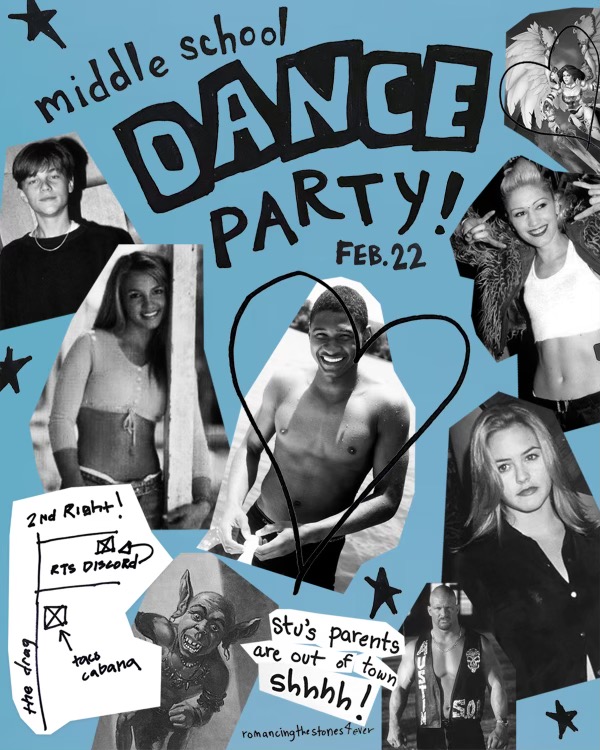 middle school
DANCE
PARTY!
FEB. 22
2nd Right!
RTS DISCORD
taco
cabana
the drag
Stu's parents
are out of town
shhhh!
AUSTIN
romancingthestones4ever